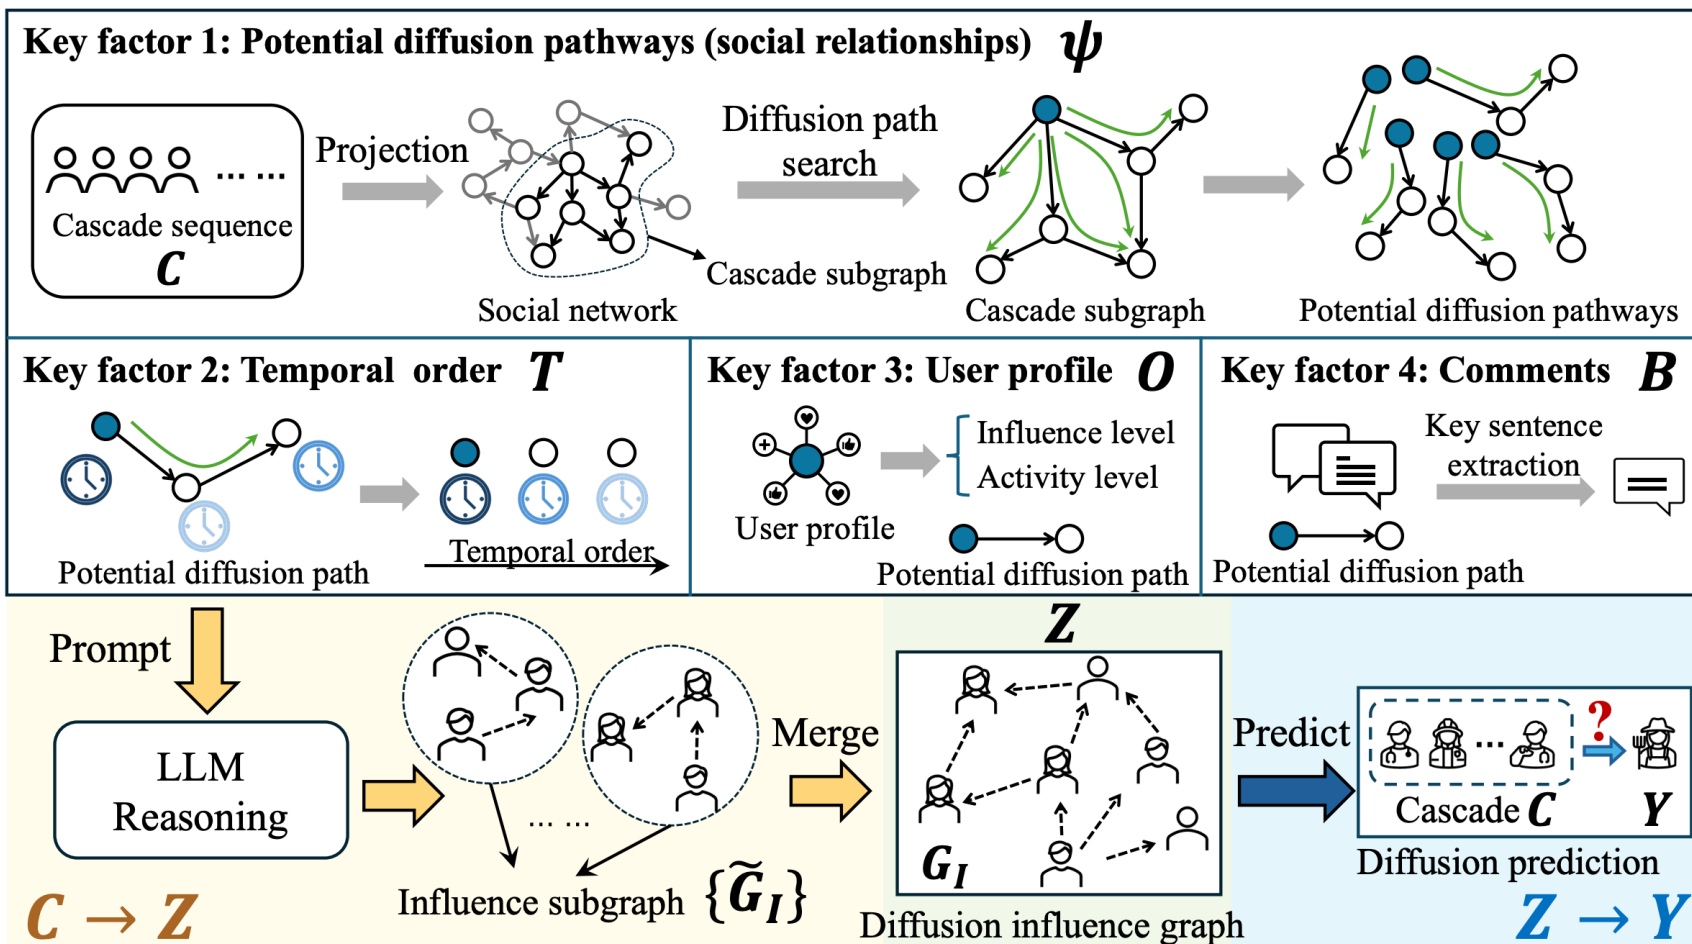 Key factor 1: Potential diffusion pathways (social relationships) ψ
Cascade sequence
C
... ...
Projection
Social network
Cascade subgraph
Diffusion path
search
Cascade subgraph
Potential diffusion pathways
Key factor 2: Temporal order T
Potential diffusion path
Temporal order
Key factor 3: User profile O
User profile
Influence level
Activity level
Potential diffusion path
Key factor 4: Comments B
Key sentence
extraction
Potential diffusion path
Prompt
LLM
Reasoning
C → Z
... ...
Influence subgraph {G̃_I}
Merge
Z
G_I
Diffusion influence graph
Predict
...
?
Cascade C Y
Diffusion prediction
Z → Y